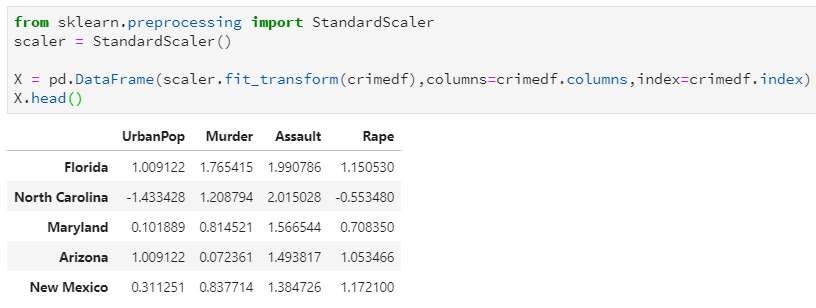 from sklearn.preprocessing import StandardScaler
scaler = StandardScaler()
X = pd.DataFrame(scaler.fit_transform(crimedf),columns=crimedf.columns,index=crimedf.index)
X.head()
UrbanPop Murder Assault Rape
Florida 1.009122 1.765415 1.990786 1.150530
North Carolina -1.433428 1.208794 2.015028 -0.553480
Maryland 0.101889 0.814521 1.566544 0.708350
Arizona 1.009122 0.072361 1.493817 1.053466
New Mexico 0.311251 0.837714 1.384726 1.172100